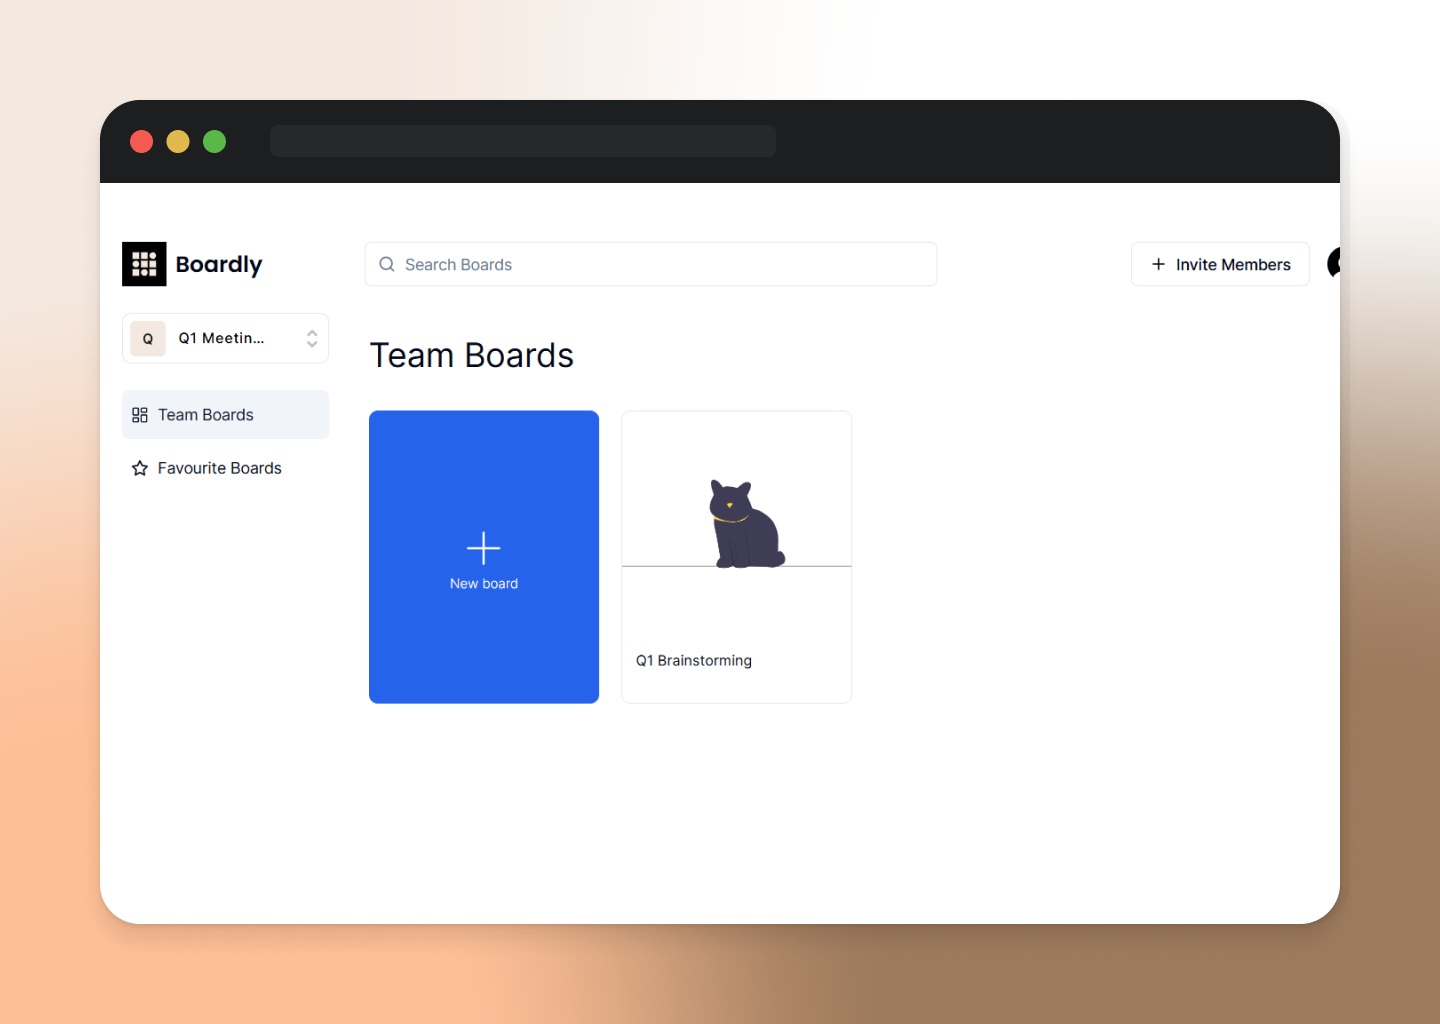 Boardly
Search Boards
Invite Members
Q
Q1 Meetin...
Team Boards
Team Boards
Favourite Boards
New board
Q1 Brainstorming